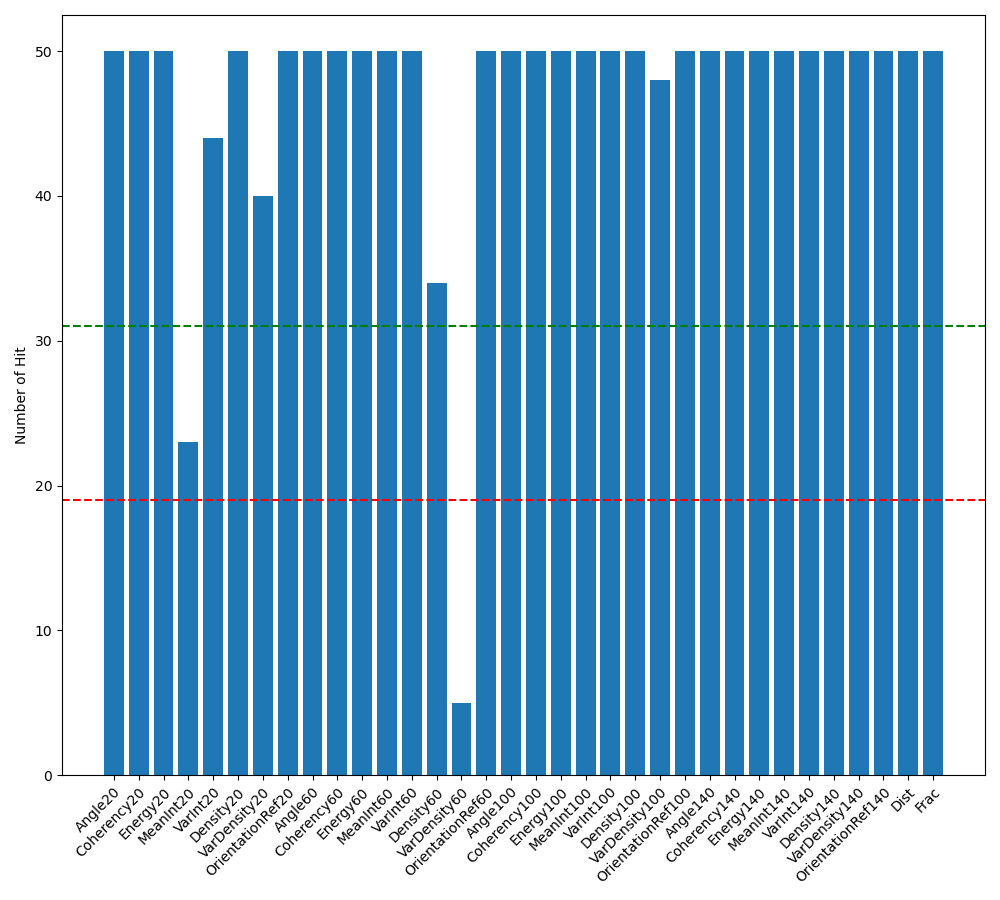 Number of Hit
50
40
30
20
10
0
Angle20
Coherency20
Energy20
MeanInt20
VarInt20
Density20
VarDensity20
OrientationRef20
Angle60
Coherency60
Energy60
MeanInt60
VarInt60
Density60
VarDensity60
OrientationRef60
Angle100
Coherency100
Energy100
MeanInt100
VarInt100
Density100
VarDensity100
OrientationRef100
Angle140
Coherency140
Energy140
MeanInt140
VarInt140
Density140
VarDensity140
OrientationRef140
Dist
Frac